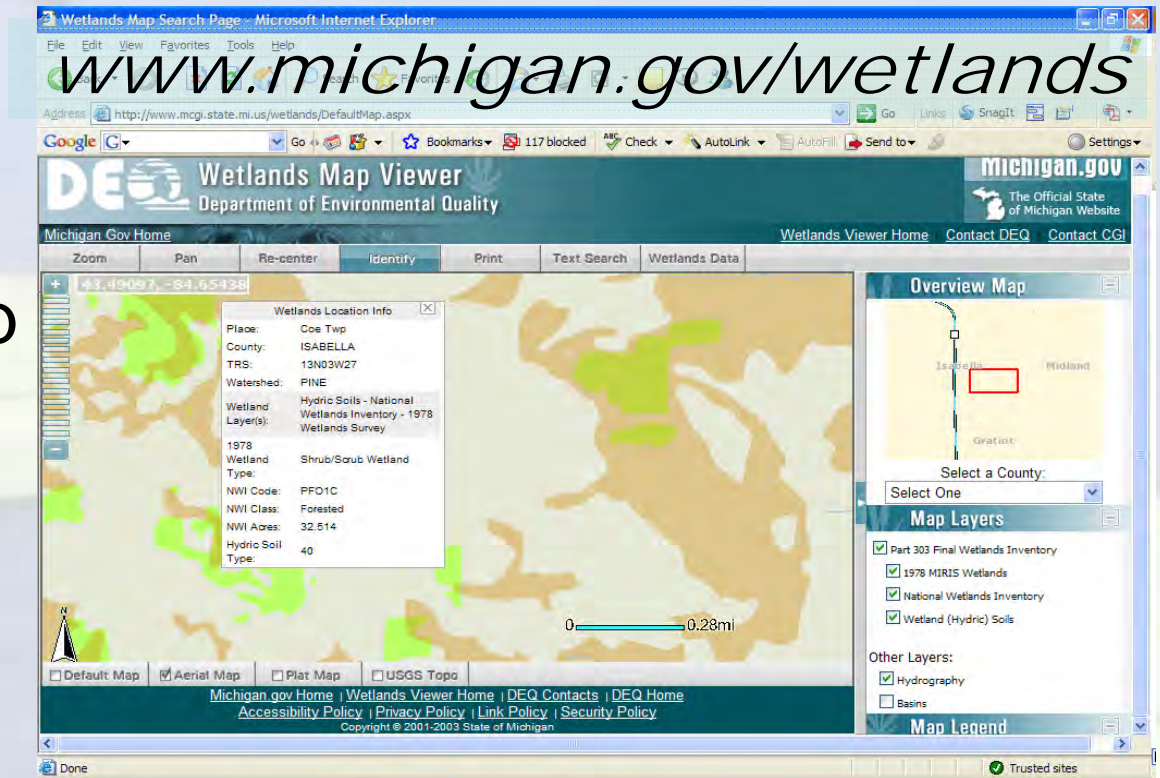 Wetlands Map Search Page - Microsoft Internet Explorer
File Edit View Favorites Tools Help
www.michigan.gov/wetlands
Address http://www.mcgi.state.mi.us/wetlands/DefaultMap.aspx Go Links SnagIt
Google G Go Bookmarks 117 blocked Check AutoLink AutoFill Send to Settings
DEQ Wetlands Map Viewer
Department of Environmental Quality
Michigan.gov
The Official State
of Michigan Website
Michigan Gov Home Wetlands Viewer Home Contact DEQ Contact CGI
Zoom Pan Re-center Identify Print Text Search Wetlands Data
43.49097, -84.65438
Wetlands Location Info
Place: Coe Twp
County: ISABELLA
TRS: 13N03W27
Watershed: PINE
Wetland Layer(s): Hydric Soils - National Wetlands Inventory - 1978 Wetlands Survey
1978 Wetland Type: Shrub/Scrub Wetland
NWI Code: PFO1C
NWI Class: Forested
NWI Acres: 32.514
Hydric Soil Type: 40
N
0 0.28mi
Overview Map
Isabella Midland
Gratiot
Select a County:
Select One
Map Layers
Part 303 Final Wetlands Inventory
1978 MIRIS Wetlands
National Wetlands Inventory
Wetland (Hydric) Soils
Other Layers:
Hydrography
Basins
Map Legend
Default Map Aerial Map Plat Map USGS Topo
Michigan.gov Home | Wetlands Viewer Home | DEQ Contacts | DEQ Home
Accessibility Policy | Privacy Policy | Link Policy | Security Policy
Copyright © 2001-2003 State of Michigan
Done Trusted sites